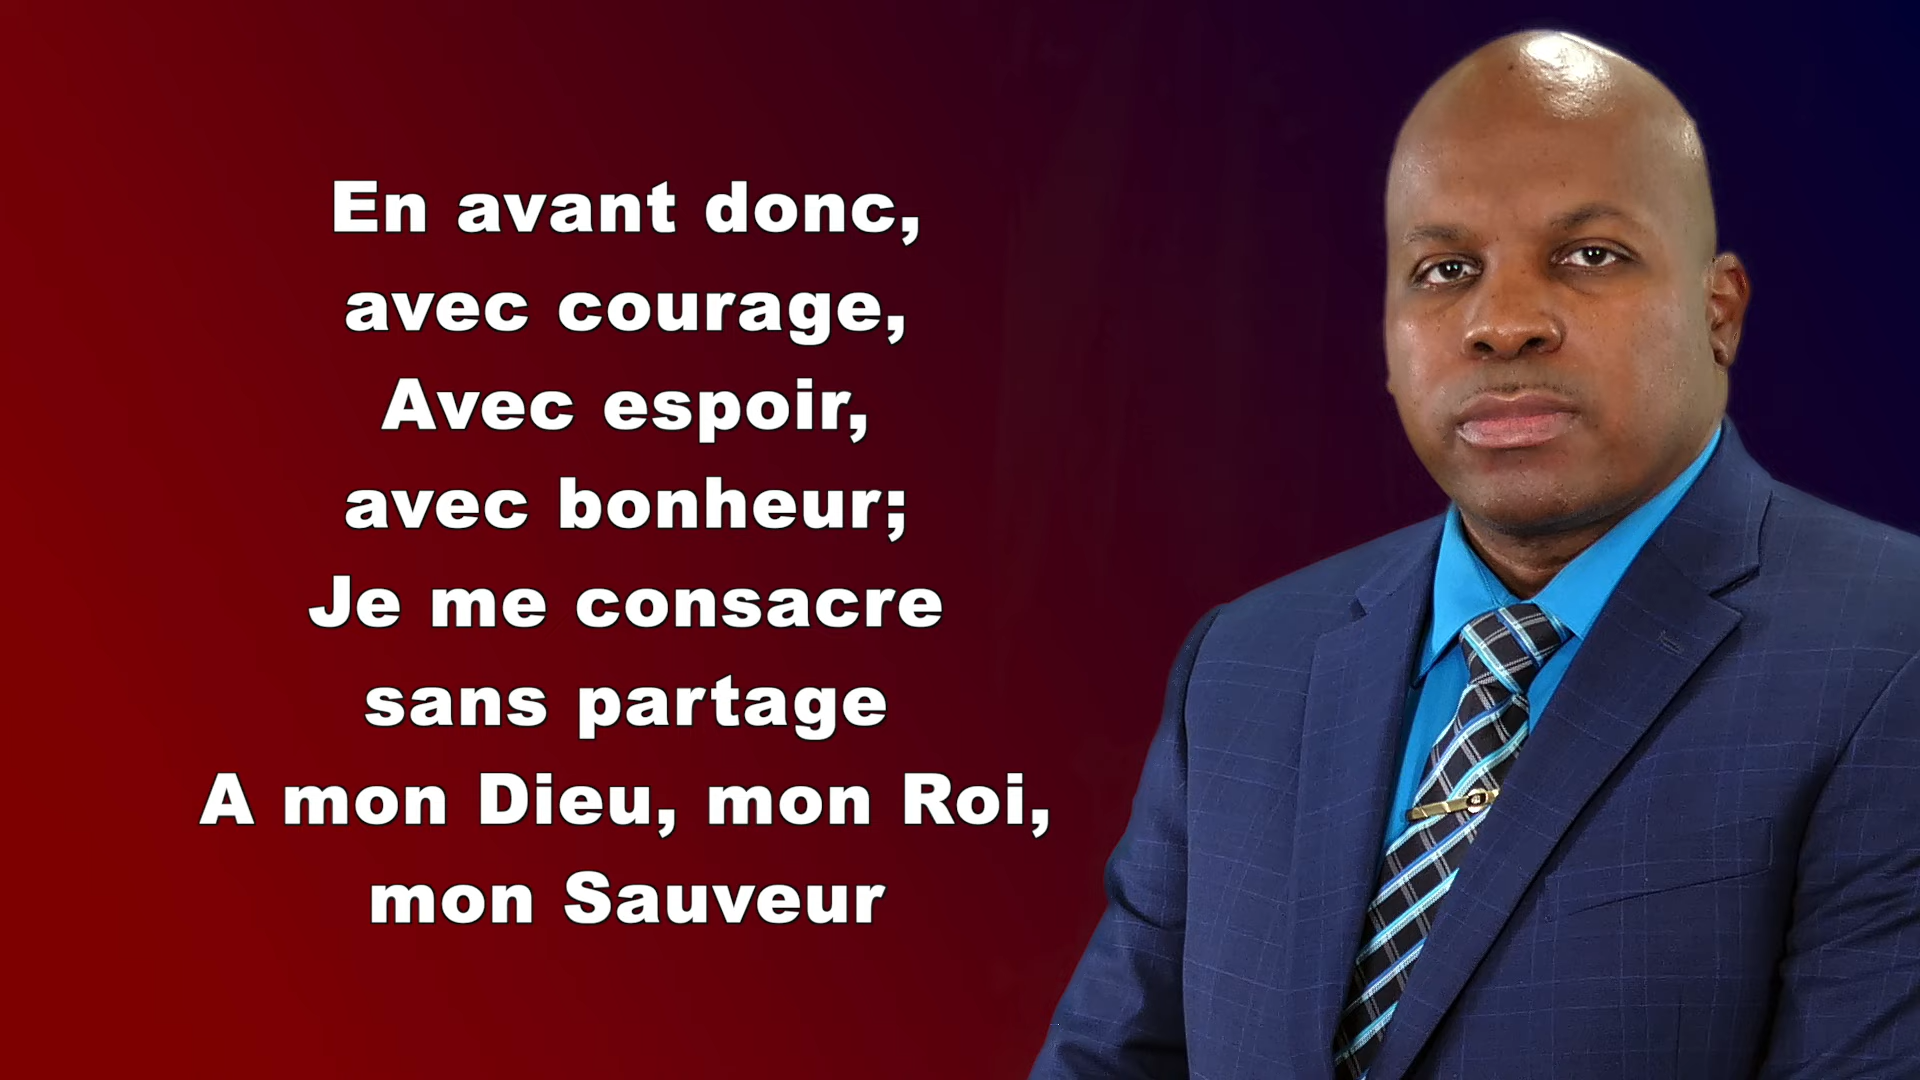 En avant donc,
avec courage,
Avec espoir,
avec bonheur;
Je me consacre
sans partage
A mon Dieu, mon Roi,
mon Sauveur